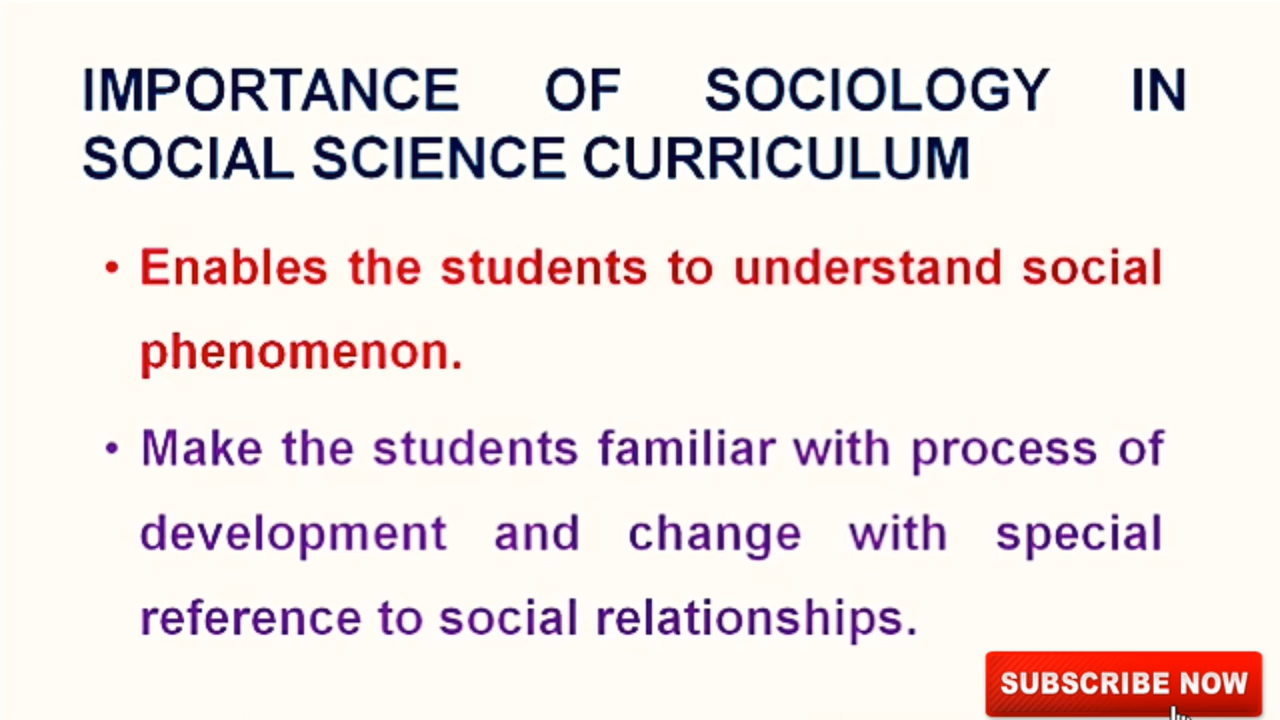 IMPORTANCE OF SOCIOLOGY IN
SOCIAL SCIENCE CURRICULUM
• Enables the students to understand social
phenomenon.
• Make the students familiar with process of
development and change with special
reference to social relationships.
SUBSCRIBE NOW